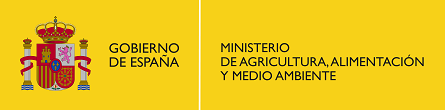 GOBIERNO
DE ESPAÑA
MINISTERIO
DE AGRICULTURA, ALIMENTACIÓN
Y MEDIO AMBIENTE